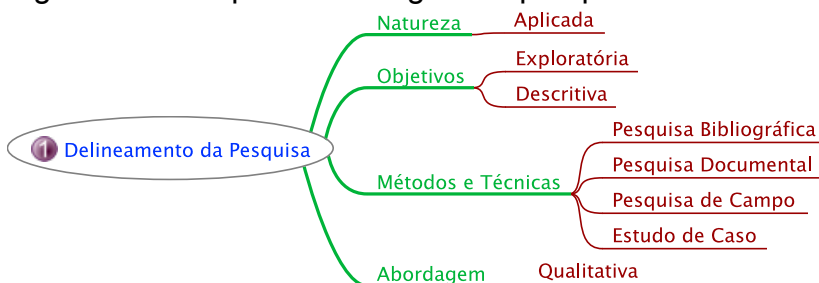 Natureza
Aplicada
Objetivos
Exploratória
Descritiva
1 Delineamento da Pesquisa
Métodos e Técnicas
Pesquisa Bibliográfica
Pesquisa Documental
Pesquisa de Campo
Estudo de Caso
Abordagem
Qualitativa